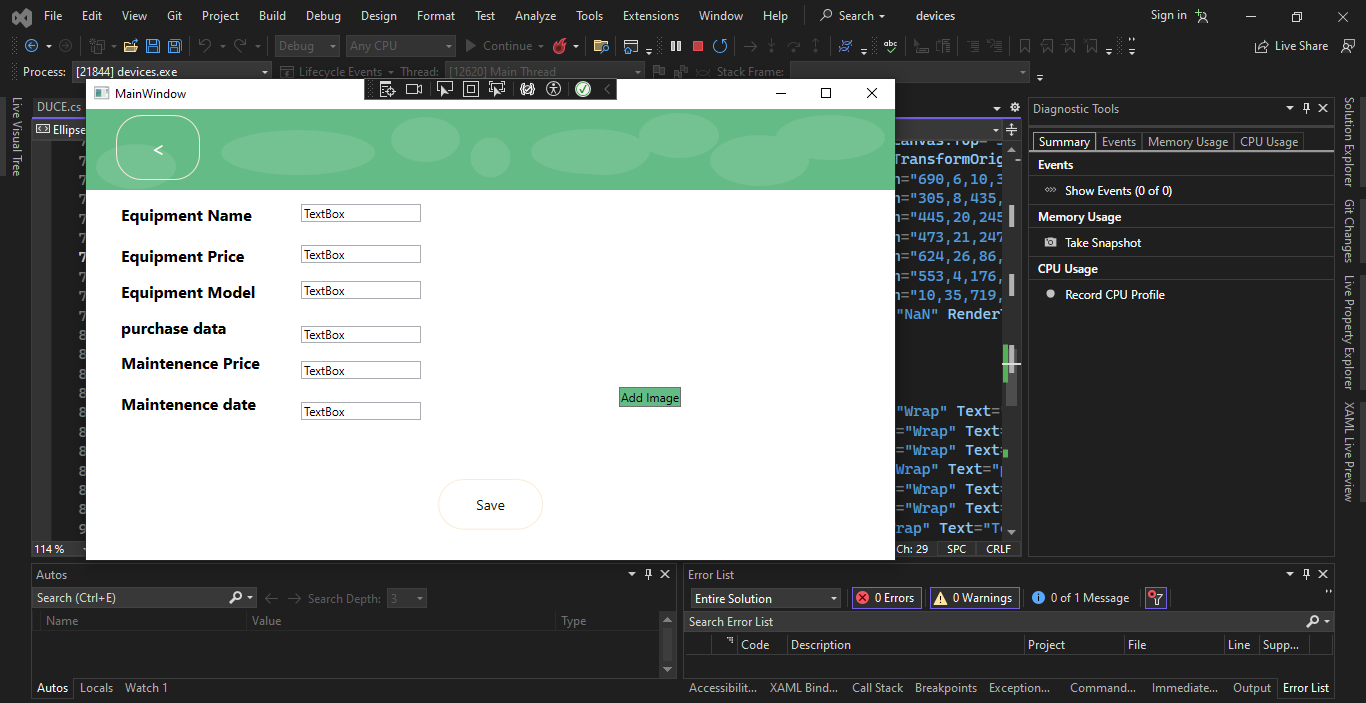 File Edit View Git Project Build Debug Design Format Test Analyze Tools Extensions Window Help Search devices Sign in
Debug Any CPU Continue Live Share
Process: [21844] devices.exe Lifecycle Events Thread: [12620] Main Thread Stack Frame:
MainWindow
Live Visual Tree
DUCE.cs
Ellipse
<
Equipment Name TextBox
Equipment Price TextBox
Equipment Model TextBox
purchase data TextBox
Maintenence Price TextBox
Maintenence date TextBox
Add Image
Save
TransformOrig
="690,6,10,3
="305,8,435,
="445,20,245
="473,21,247
="624,26,86,
="553,4,176,
="10,35,719,
"NaN" Render
"Wrap" Text=
="Wrap" Text=
="Wrap" Text=
Wrap" Text="p
="Wrap" Text=
="Wrap" Text=
rap" Text="Te
114 % Ch: 29 SPC CRLF
Diagnostic Tools
Summary Events Memory Usage CPU Usage
Events
Show Events (0 of 0)
Memory Usage
Take Snapshot
CPU Usage
Record CPU Profile
Solution Explorer
Git Changes
Live Property Explorer
XAML Live Preview
Autos
Search (Ctrl+E) Search Depth: 3
Name Value Type
Autos Locals Watch 1
Error List
Entire Solution 0 Errors 0 Warnings 0 of 1 Message
Search Error List
Code Description Project File Line Supp...
Accessibilit... XAML Bind... Call Stack Breakpoints Exception... Command... Immediate... Output Error List